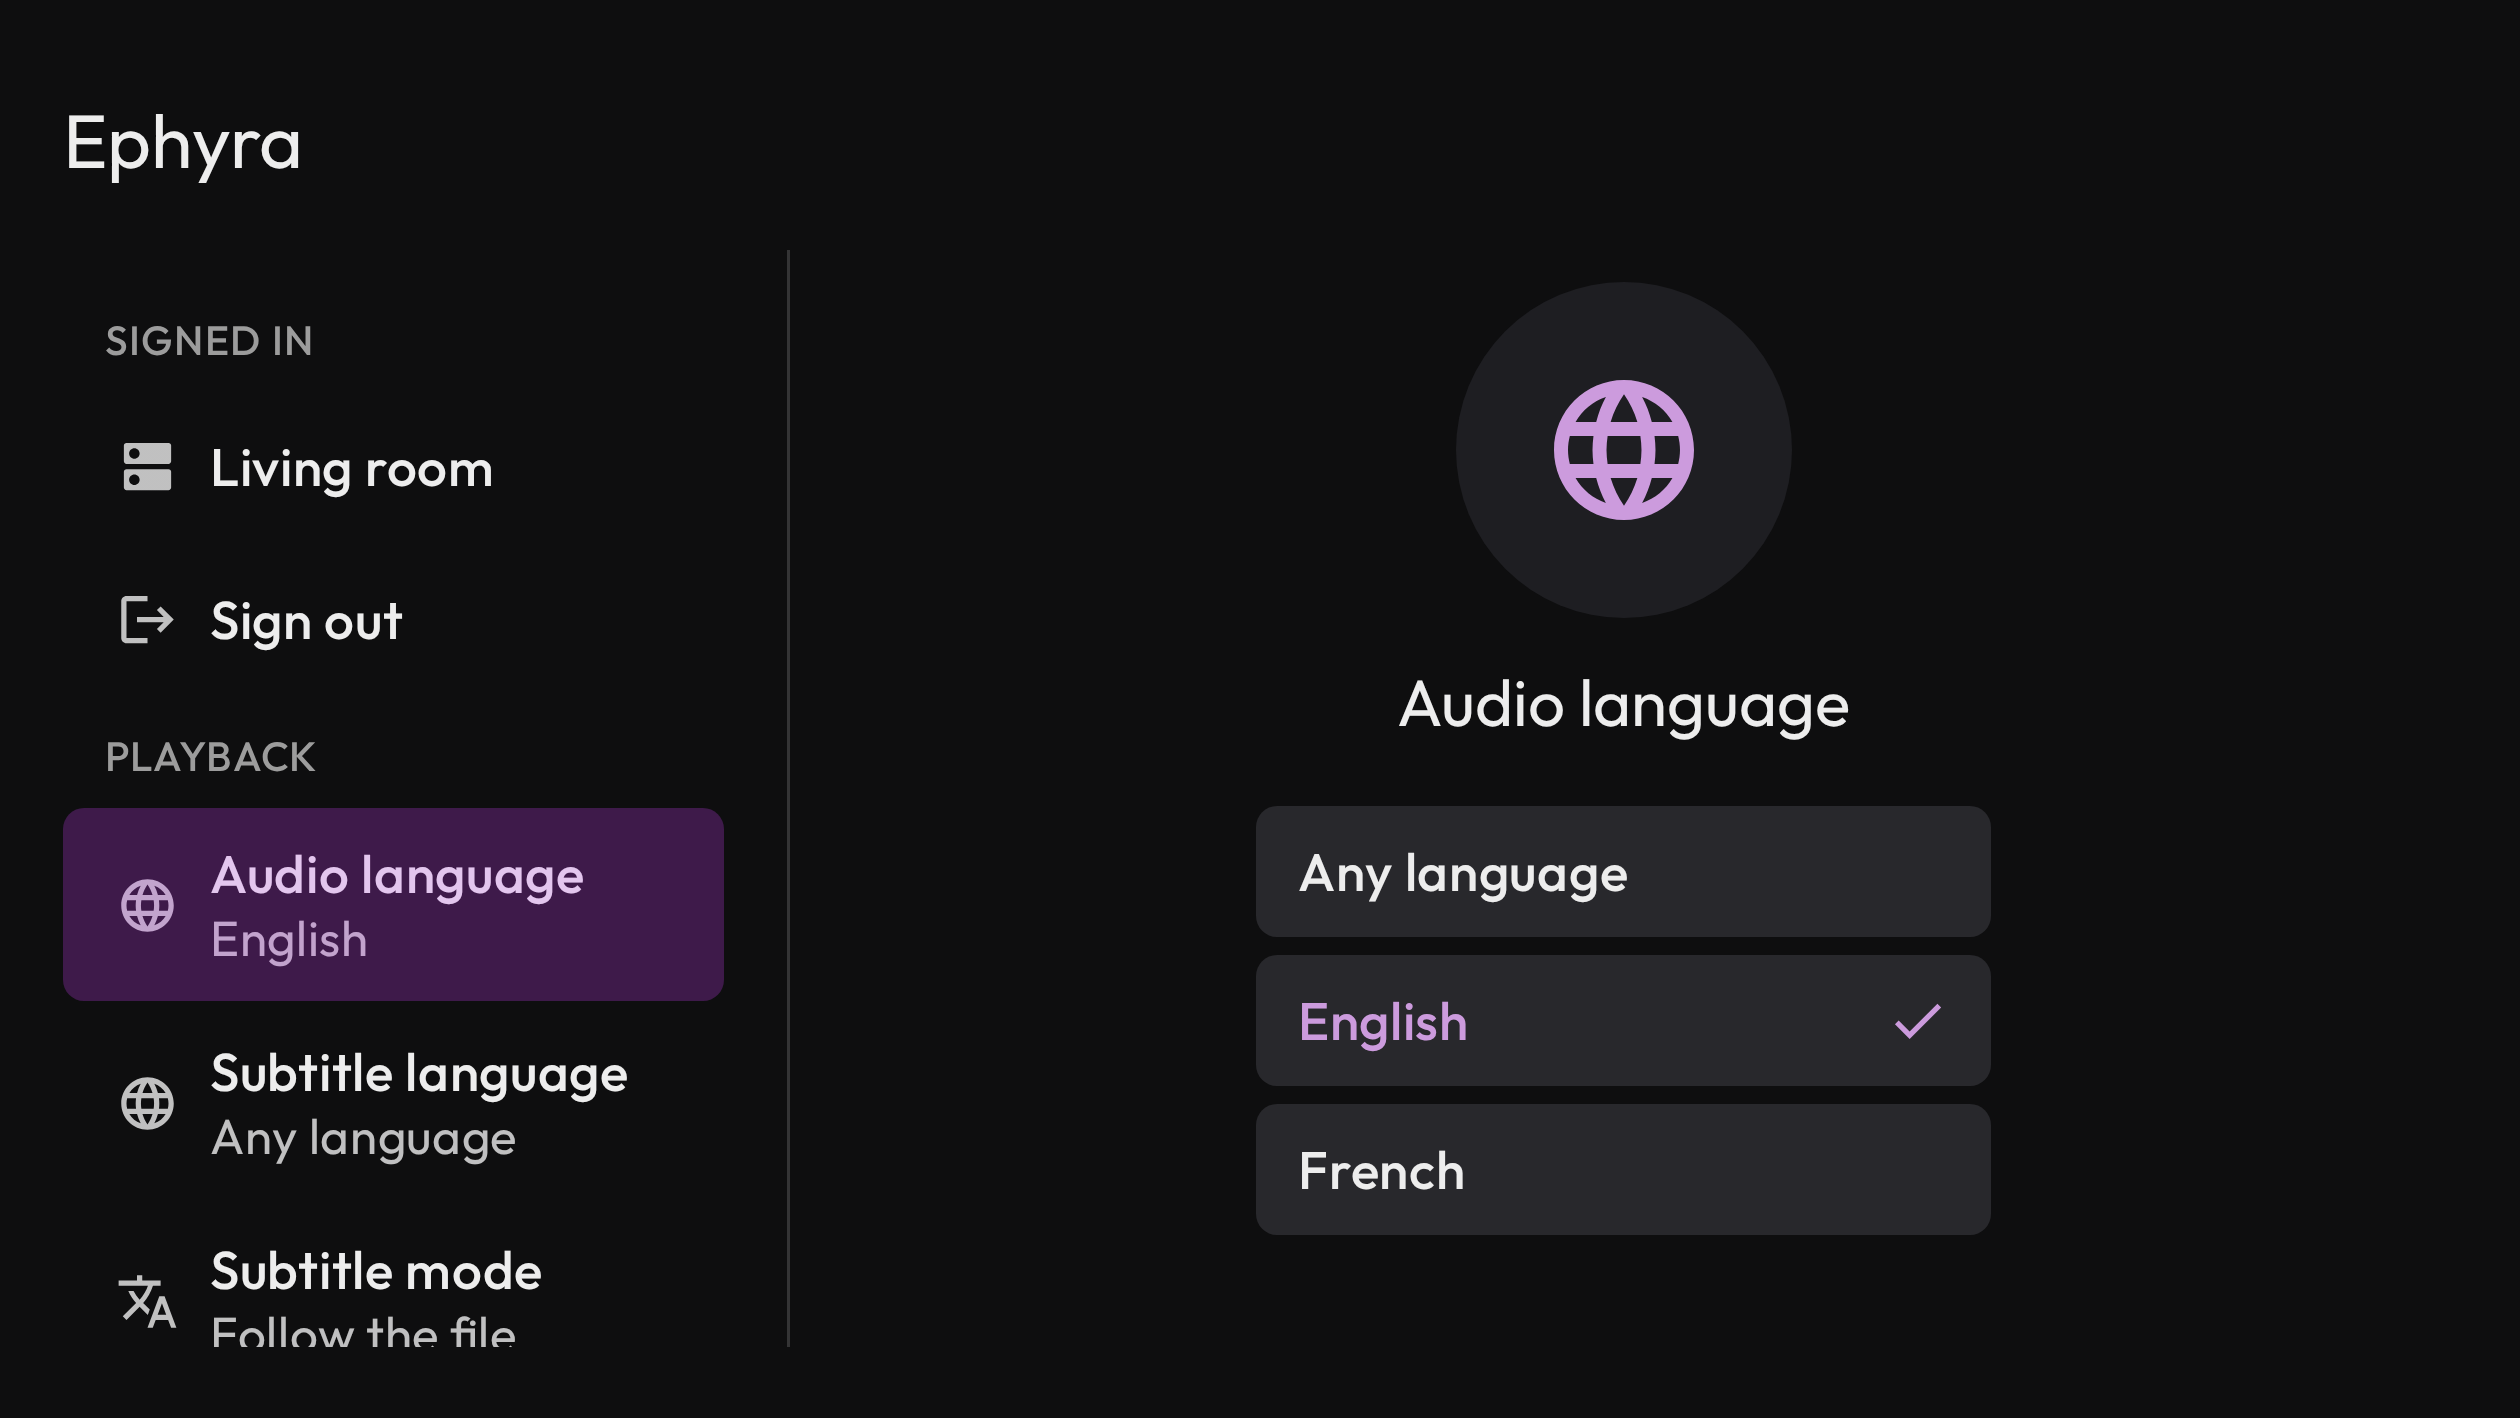 Ephyra
SIGNED IN
Living room
Sign out
PLAYBACK
Audio language
English
Subtitle language
Any language
Subtitle mode
Follow the file
Audio language
Any language
English
French